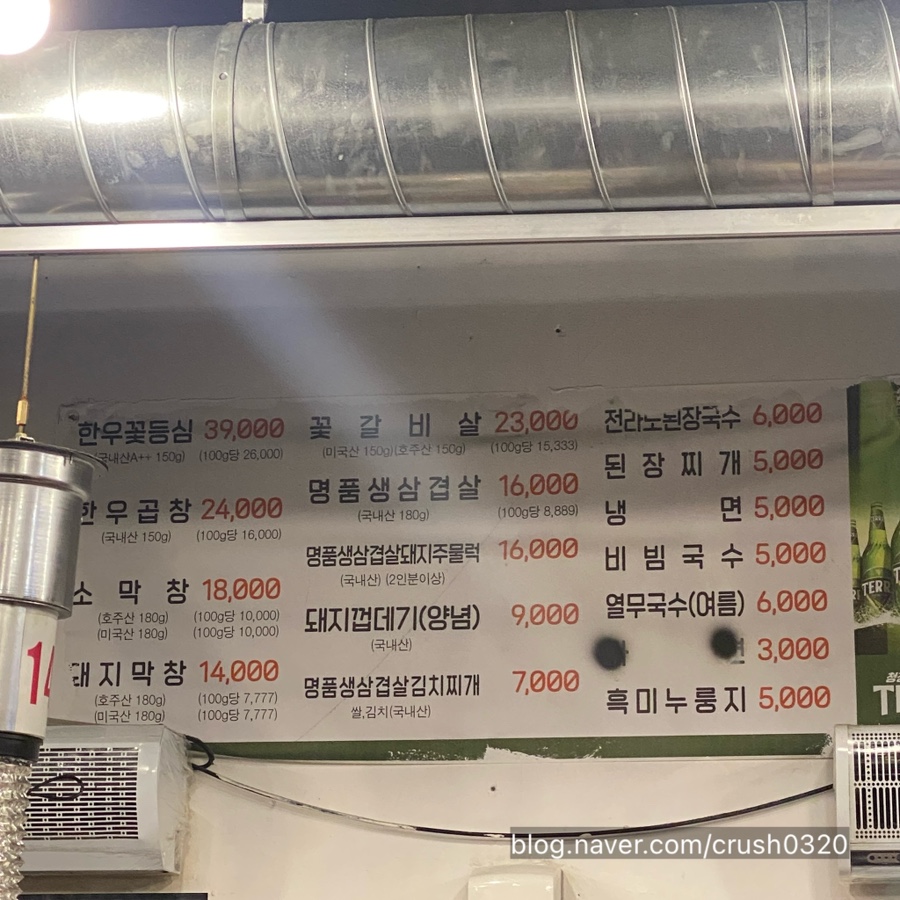 한우꽃등심 39,000
국내산A++ 150g) (100g당 26,000)
한우곱창 24,000
(국내산 150g) (100g당 16,000)
소막창 18,000
(호주산 180g) (100g당 10,000)
(미국산 180g) (100g당 10,000)
돼지막창 14,000
(호주산 180g) (100g당 7,777)
(미국산 180g) (100g당 7,777)
꽃갈비살 23,000
(미국산 150g)(호주산 150g) (100g당 15,333)
명품생삼겹살 16,000
(국내산 180g) (100g당 8,889)
명품생삼겹살돼지주물럭 16,000
(국내산) (2인분이상)
돼지껍데기(양념) 9,000
(국내산)
명품생삼겹살김치찌개 7,000
쌀,김치(국내산)
전라도된장국수 6,000
된장찌개 5,000
냉면 5,000
비빔국수 5,000
열무국수(여름) 6,000
3,000
흑미누룽지 5,000
TERR
14
blog.naver.com/crush0320